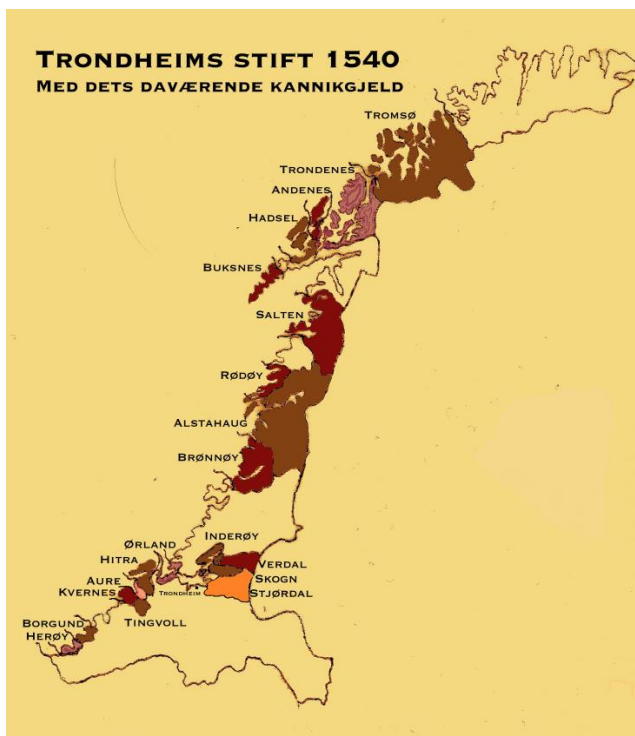 Trondheims stift 1540
Med dets daværende kannikgjeld
Tromsø
Trondenes
Andenes
Hadsel
Buksnes
Salten
Rødøy
Alstahaug
Brønnøy
Inderøy
Ørland
Hitra
Verdal
Aure
Skogn
Kvernes
Trondheim
Stjørdal
Borgund
Tingvoll
Herøy